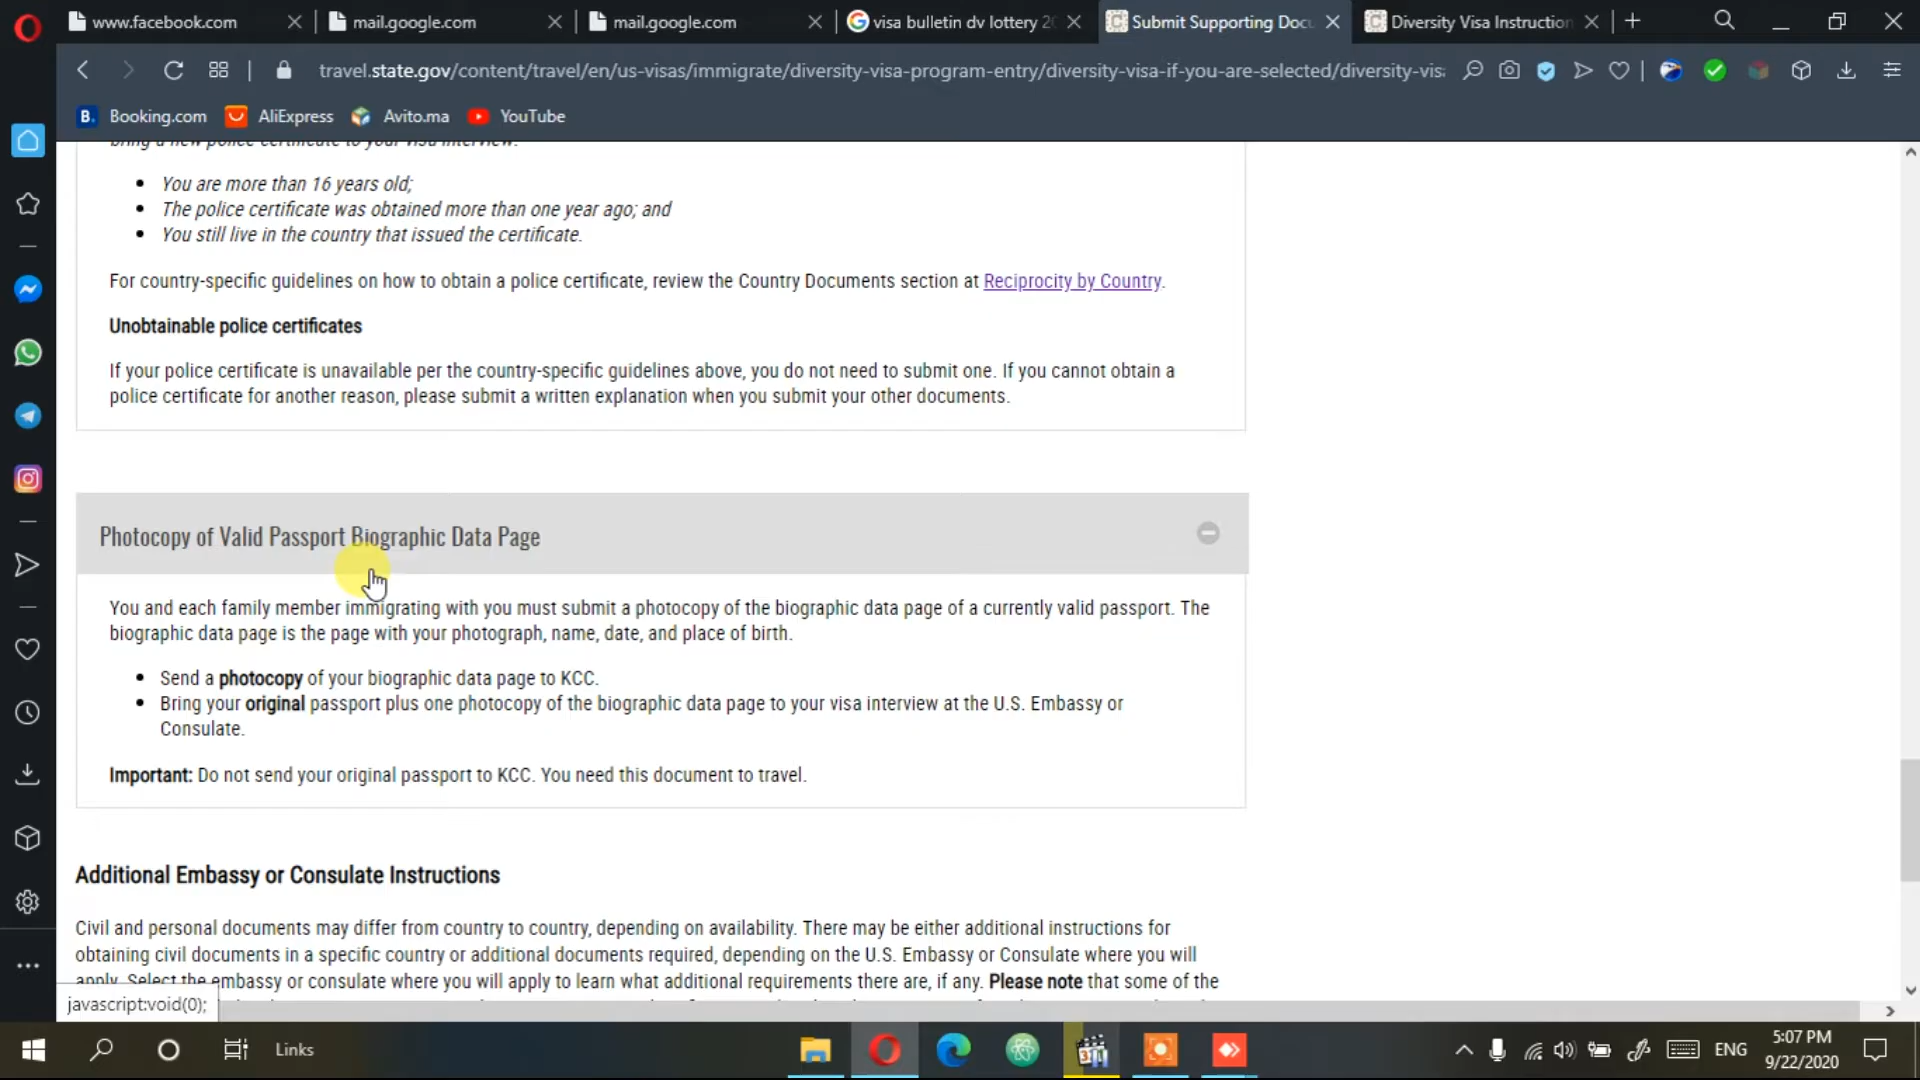 www.facebook.com
mail.google.com
mail.google.com
visa bulletin dv lottery 20
Submit Supporting Docu
Diversity Visa Instruction
travel.state.gov/content/travel/en/us-visas/immigrate/diversity-visa-program-entry/diversity-visa-if-you-are-selected/diversity-vis
B. Booking.com
AliExpress
Avito.ma
YouTube
bring a new police certificate to your visa interview:
You are more than 16 years old;
The police certificate was obtained more than one year ago; and
You still live in the country that issued the certificate.
For country-specific guidelines on how to obtain a police certificate, review the Country Documents section at Reciprocity by Country.
Unobtainable police certificates
If your police certificate is unavailable per the country-specific guidelines above, you do not need to submit one. If you cannot obtain a
police certificate for another reason, please submit a written explanation when you submit your other documents.
Photocopy of Valid Passport Biographic Data Page
You and each family member immigrating with you must submit a photocopy of the biographic data page of a currently valid passport. The
biographic data page is the page with your photograph, name, date, and place of birth.
Send a photocopy of your biographic data page to KCC.
Bring your original passport plus one photocopy of the biographic data page to your visa interview at the U.S. Embassy or
Consulate.
Important: Do not send your original passport to KCC. You need this document to travel.
Additional Embassy or Consulate Instructions
Civil and personal documents may differ from country to country, depending on availability. There may be either additional instructions for
obtaining civil documents in a specific country or additional documents required, depending on the U.S. Embassy or Consulate where you will
apply. Select the embassy or consulate where you will apply to learn what additional requirements there are, if any. Please note that some of the
javascript:void(0);
Links
ENG
5:07 PM
9/22/2020